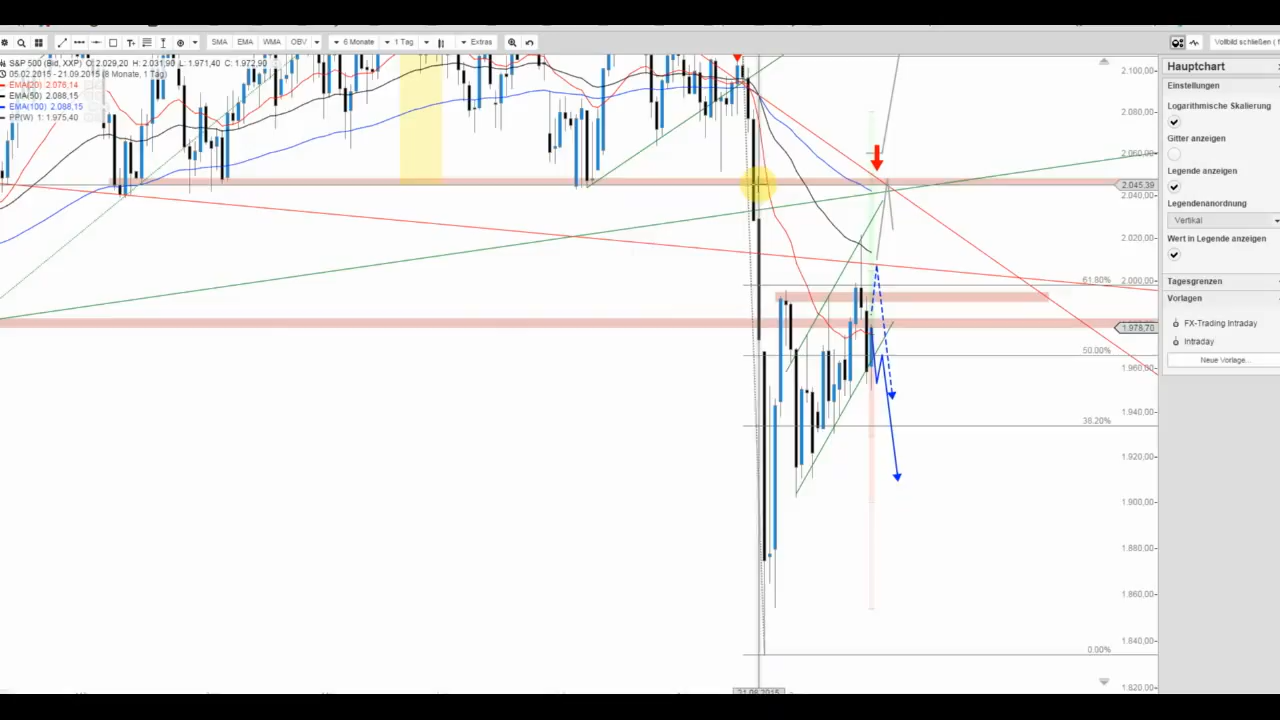 SMA EMA WMA OBV 6 Monate 1 Tag Extras
Vollbild schließen (
S&P 500 (Bid, XXP) O: 2.029,20 H: 2.031,90 L: 1.971,40 C: 1.972,90
05.02.2015 - 21.09.2015 (8 Monate, 1 Tag)
EMA(20) 2.076,14
EMA(50) 2.088,15
EMA(100) 2.088,15
PP(W) 1: 1.975,40
Hauptchart
Einstellungen
Logarithmische Skalierung
Gitter anzeigen
Legende anzeigen
Legendenanordnung
Vertikal
Wert in Legende anzeigen
Tagesgrenzen
Vorlagen
FX-Trading Intraday
Intraday
Neue Vorlage...
2.100,00
2.080,00
2.060,00
2.045,39
2.040,00
2.020,00
2.000,00
1.978,70
1.960,00
1.940,00
1.920,00
1.900,00
1.880,00
1.860,00
1.840,00
1.820,00
61.80%
50.00%
38.20%
0.00%
21.08.2015